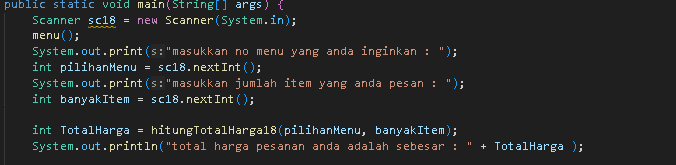 public static void main(String[] args) {
Scanner sc18 = new Scanner(System.in);
menu();
System.out.print(s:"masukkan no menu yang anda inginkan : ");
int pilihanMenu = sc18.nextInt();
System.out.print(s:"masukkan jumlah item yang anda pesan : ");
int banyakItem = sc18.nextInt();
int TotalHarga = hitungTotalHarga18(pilihanMenu, banyakItem);
System.out.println("total harga pesanan anda adalah sebesar : " + TotalHarga );